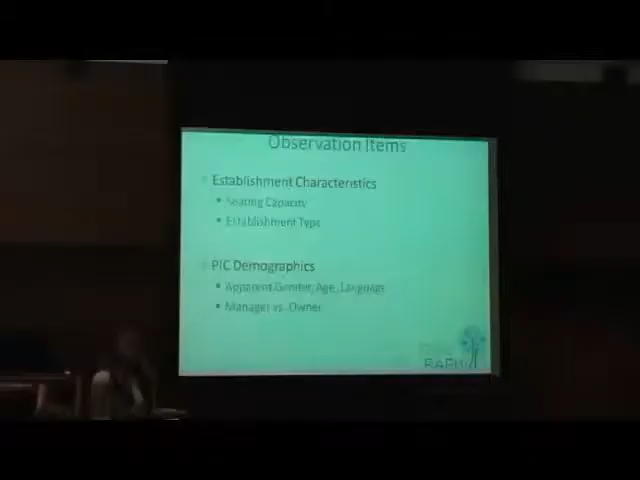 Observation Items
Establishment Characteristics
Seating Capacity
Establishment Type
PIC Demographics
Apparent Gender, Age, Language
Manager vs. Owner